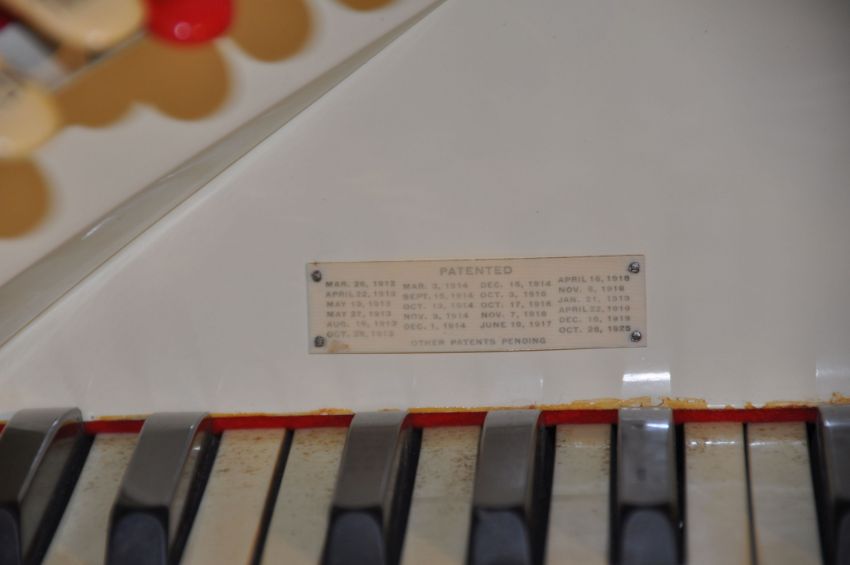 PATENTED
MAR. 26, 1912 MAR. 3, 1914 DEC. 15, 1914 APRIL 16, 1918
APRIL 22, 1913 SEPT. 15, 1914 OCT. 3, 1916 NOV. 5, 1918
MAY 13, 1913 OCT. 13, 1914 OCT. 17, 1916 JAN. 21, 1919
MAY 27, 1913 NOV. 3, 1914 NOV. 7, 1916 APRIL 22, 1919
AUG. 19, 1913 DEC. 1, 1914 JUNE 19, 1917 DEC. 16, 1919
OCT. 28, 1913 OCT. 26, 1920
OTHER PATENTS PENDING